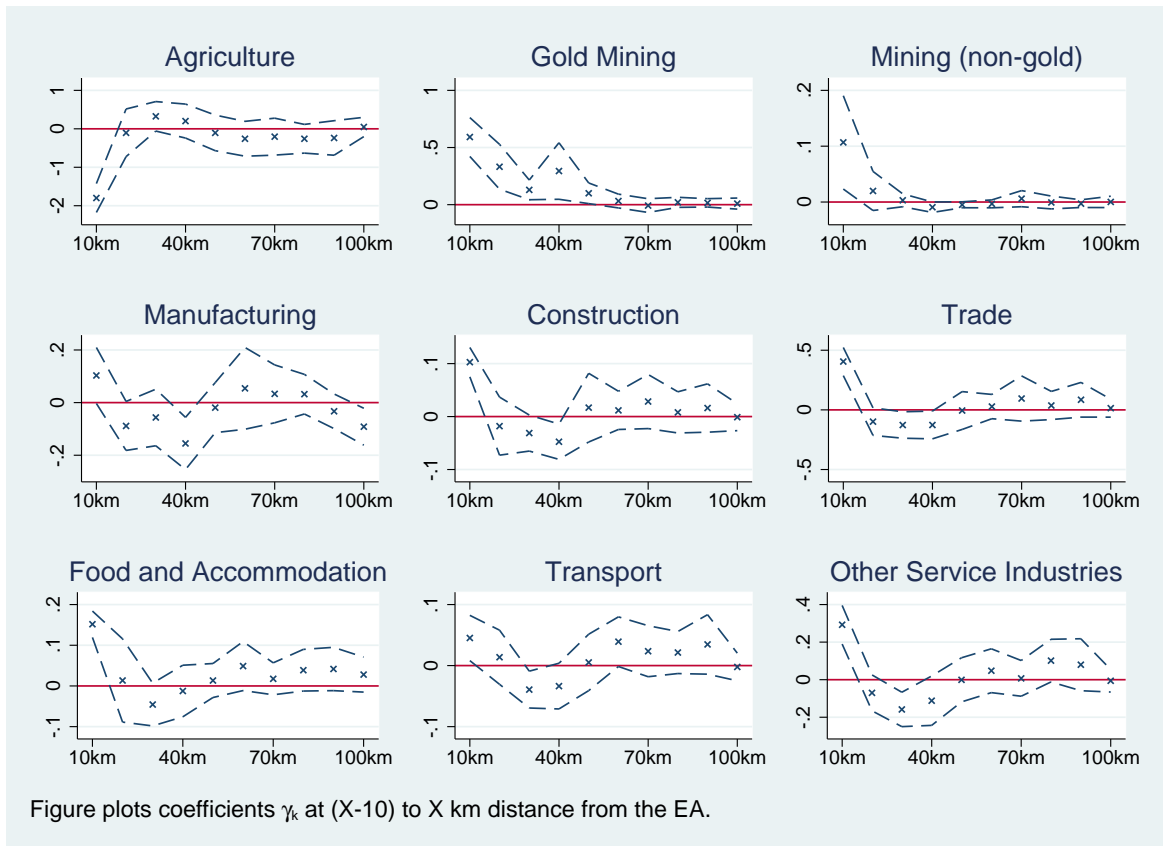 Agriculture Gold Mining Mining (non-gold)
1 1 .2
0 .5 .1
-1 0 0
-2
10km 40km 70km 100km 10km 40km 70km 100km 10km 40km 70km 100km
Manufacturing Construction Trade
.2 .1 .5
0 0 0
-.2 -.1 -.5
10km 40km 70km 100km 10km 40km 70km 100km 10km 40km 70km 100km
Food and Accommodation Transport Other Service Industries
.2 .1 .4
.1 0 .2
0 -.1 0
-.1 -.2
10km 40km 70km 100km 10km 40km 70km 100km 10km 40km 70km 100km
Figure plots coefficients γk at (X-10) to X km distance from the EA.